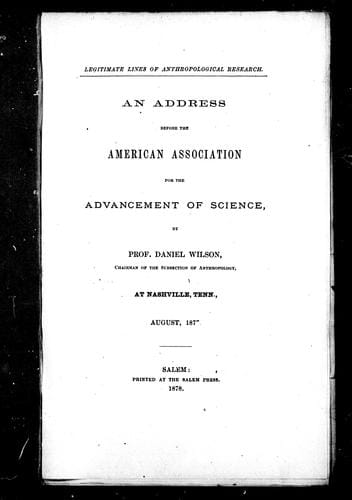 LEGITIMATE LINES OF ANTHROPOLOGICAL RESEARCH.
AN ADDRESS
BEFORE THE
AMERICAN ASSOCIATION
FOR THE
ADVANCEMENT OF SCIENCE,
BY
PROF. DANIEL WILSON,
CHAIRMAN OF THE SUBSECTION OF ANTHROPOLOGY,
AT NASHVILLE, TENN.,
AUGUST,
SALEM:
PRINTED AT THE SALEM PRESS.
1878.